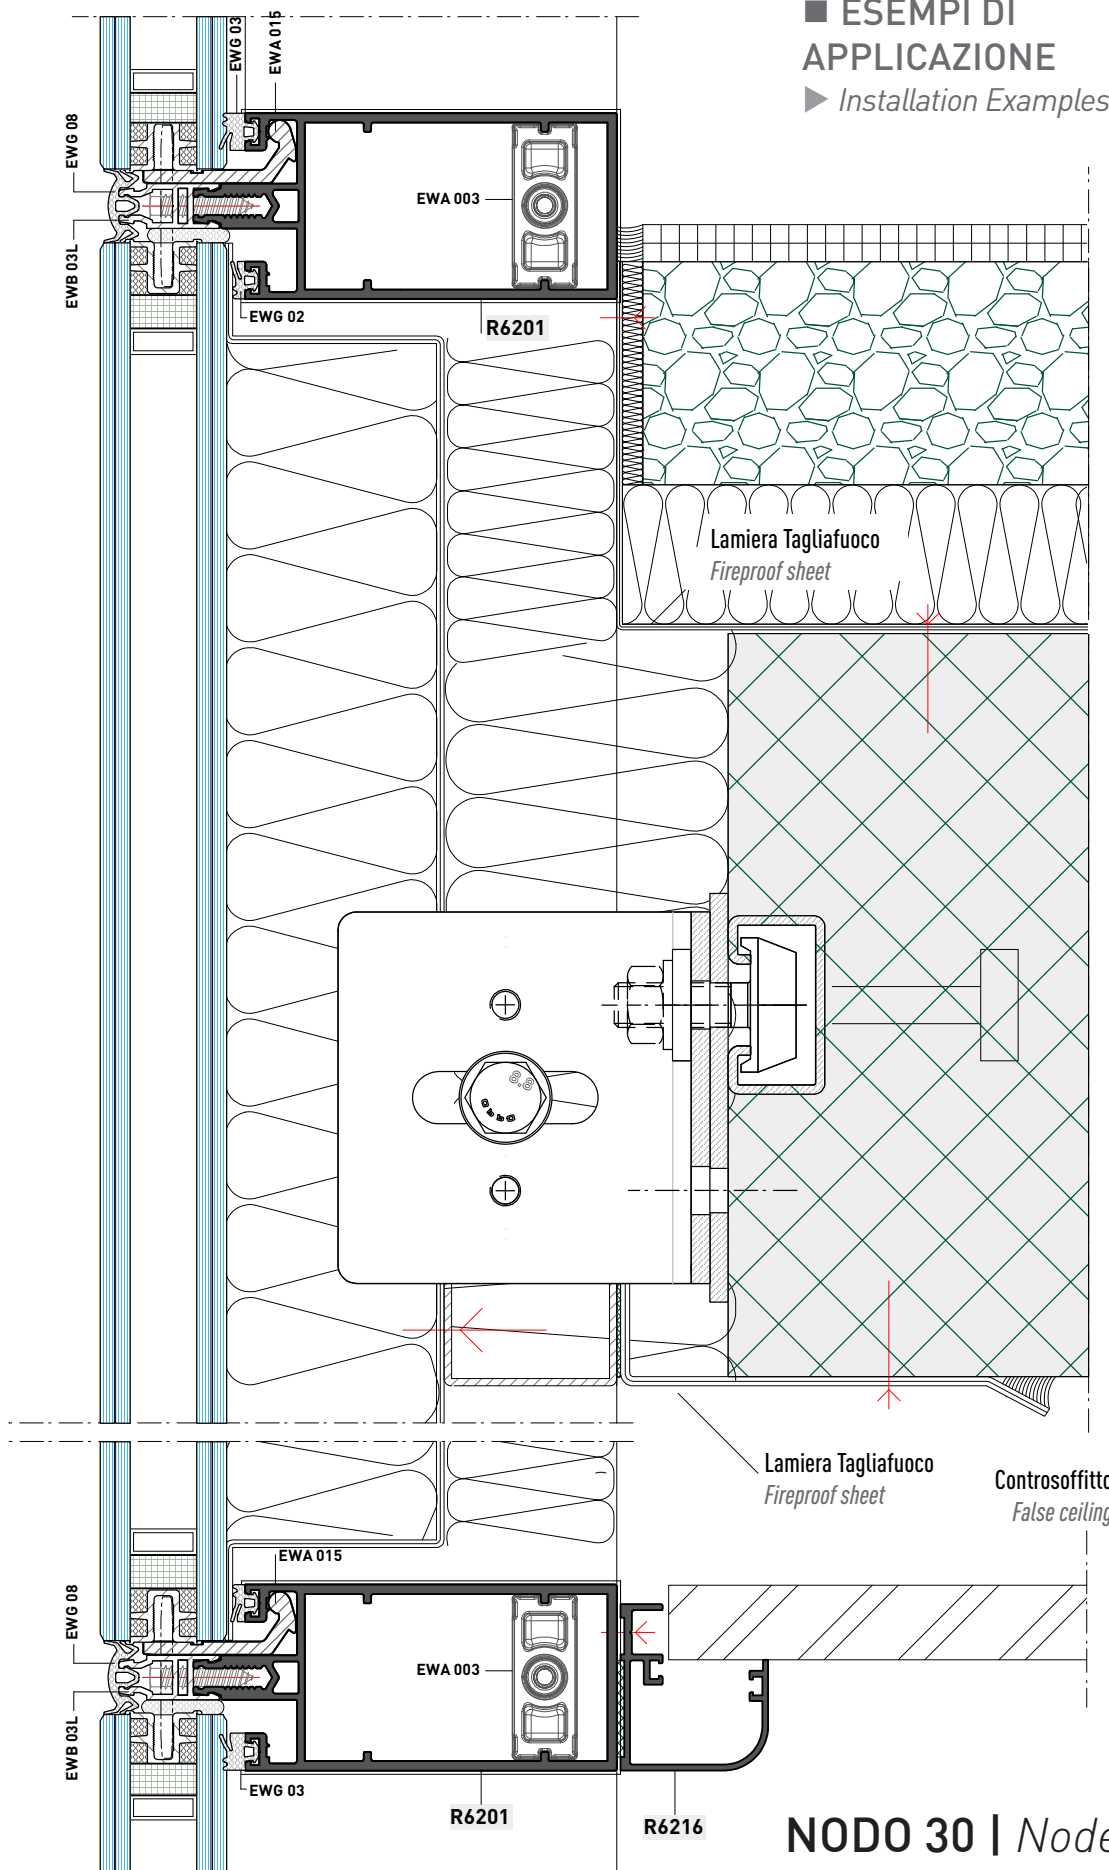 ■ ESEMPI DI
APPLICAZIONE
▶ Installation Examples
EWG 03
EWA 015
EWG 08
EWB 03L
EWA 003
EWG 02
R6201
Lamiera Tagliafuoco
Fireproof sheet
8.8
Lamiera Tagliafuoco
Fireproof sheet
Controsoffitto
False ceiling
EWA 015
EWG 08
EWB 03L
EWA 003
EWG 03
R6201
R6216
NODO 30 | Node